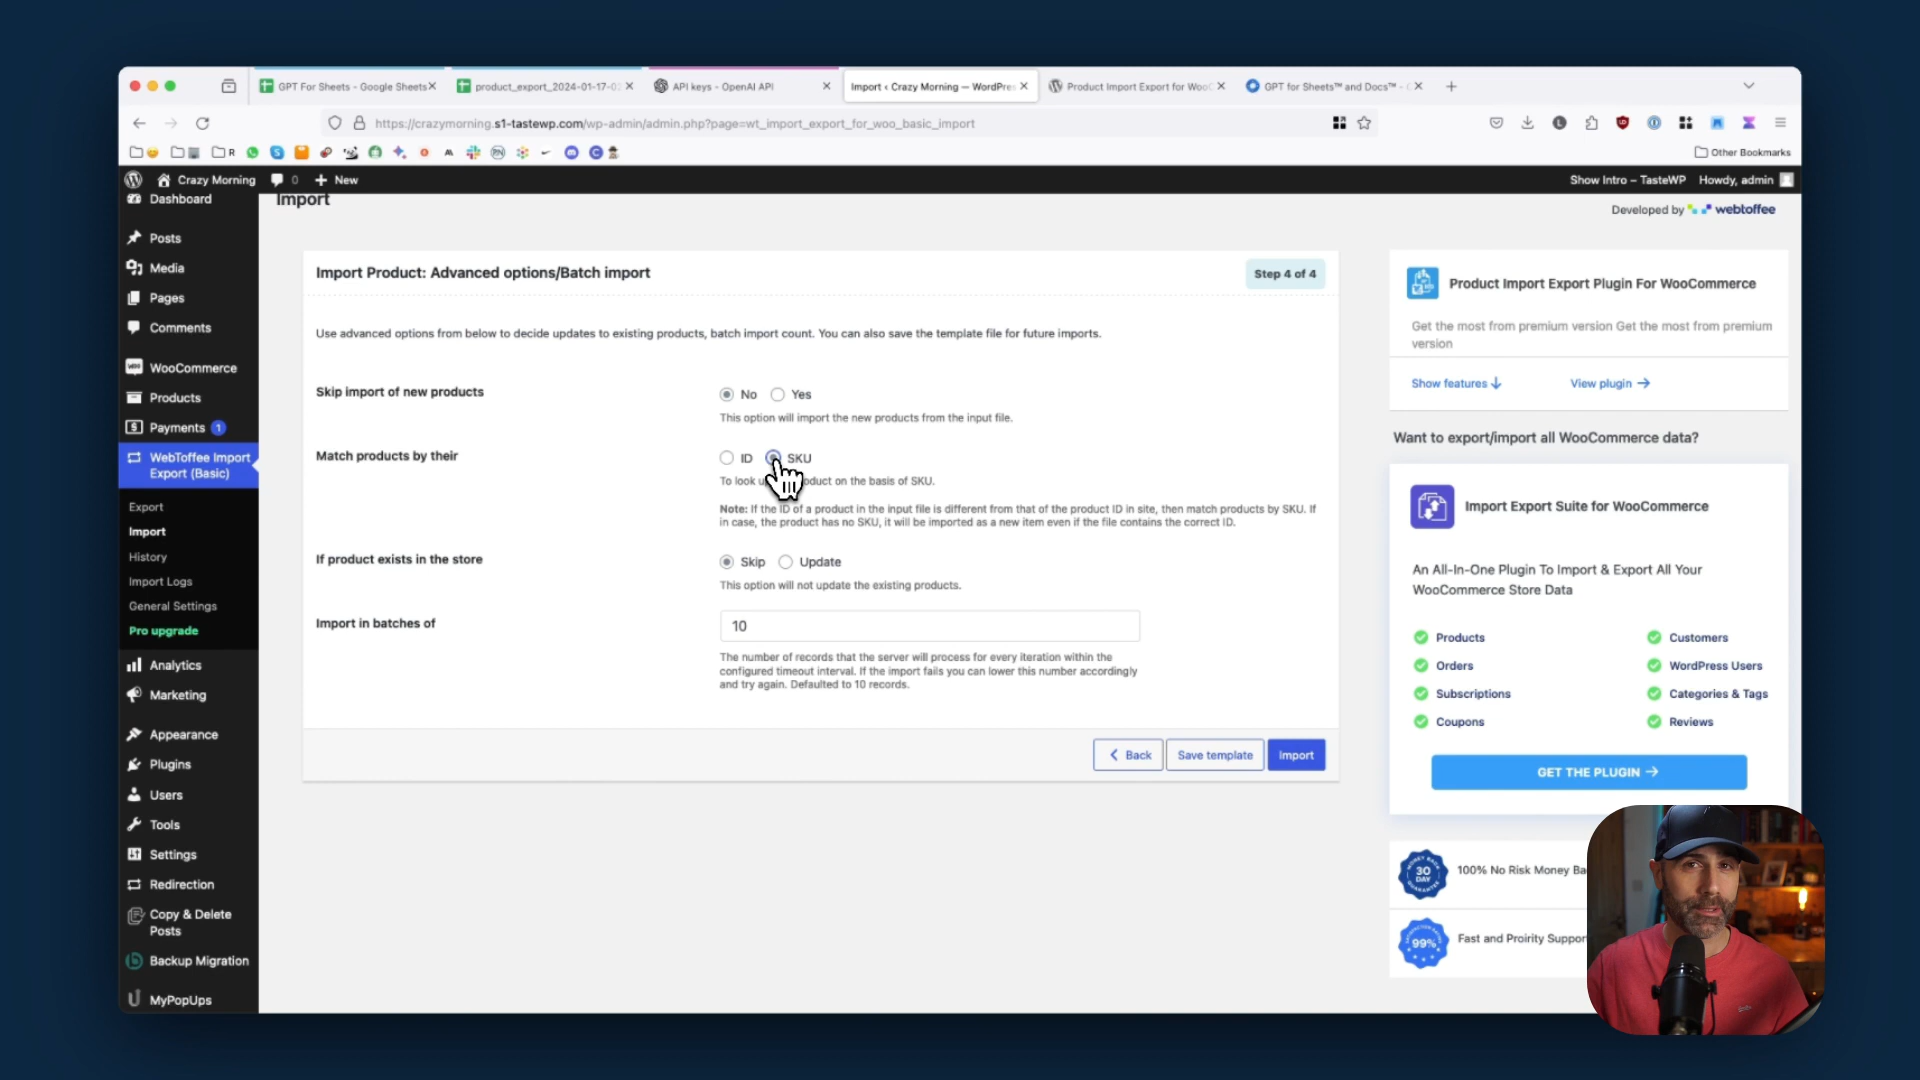 GPT For Sheets - Google Sheets
product_export_2024-01-17-0
API keys - OpenAI API
Import ‹ Crazy Morning — WordPres
Product Import Export for WooC
GPT for Sheets™ and Docs™ -
https://crazymorning.s1-tastewp.com/wp-admin/admin.php?page=wt_import_export_for_woo_basic_import
R
Other Bookmarks
Crazy Morning
0
New
Show Intro – TasteWP
Howdy, admin
Dashboard
Posts
Media
Pages
Comments
WooCommerce
Products
Payments 1
WebToffee Import
Export (Basic)
Export
Import
History
Import Logs
General Settings
Pro upgrade
Analytics
Marketing
Appearance
Plugins
Users
Tools
Settings
Redirection
Copy & Delete
Posts
Backup Migration
MyPopUps
Import
Developed by webtoffee
Import Product: Advanced options/Batch import
Step 4 of 4
Use advanced options from below to decide updates to existing products, batch import count. You can also save the template file for future imports.
Skip import of new products
No Yes
This option will import the new products from the input file.
Match products by their
ID SKU
To look u oduct on the basis of SKU.
Note: If the ID of a product in the input file is different from that of the product ID in site, then match products by SKU. If
in case, the product has no SKU, it will be imported as a new item even if the file contains the correct ID.
If product exists in the store
Skip Update
This option will not update the existing products.
Import in batches of
10
The number of records that the server will process for every iteration within the
configured timeout interval. If the import fails you can lower this number accordingly
and try again. Defaulted to 10 records.
Back
Save template
Import
Product Import Export Plugin For WooCommerce
Get the most from premium version Get the most from premium
version
Show features
View plugin
Want to export/import all WooCommerce data?
Import Export Suite for WooCommerce
An All-In-One Plugin To Import & Export All Your
WooCommerce Store Data
Products
Customers
Orders
WordPress Users
Subscriptions
Categories & Tags
Coupons
Reviews
GET THE PLUGIN
30
DAY
100% No Risk Money Ba
99%
Fast and Proirity Suppor